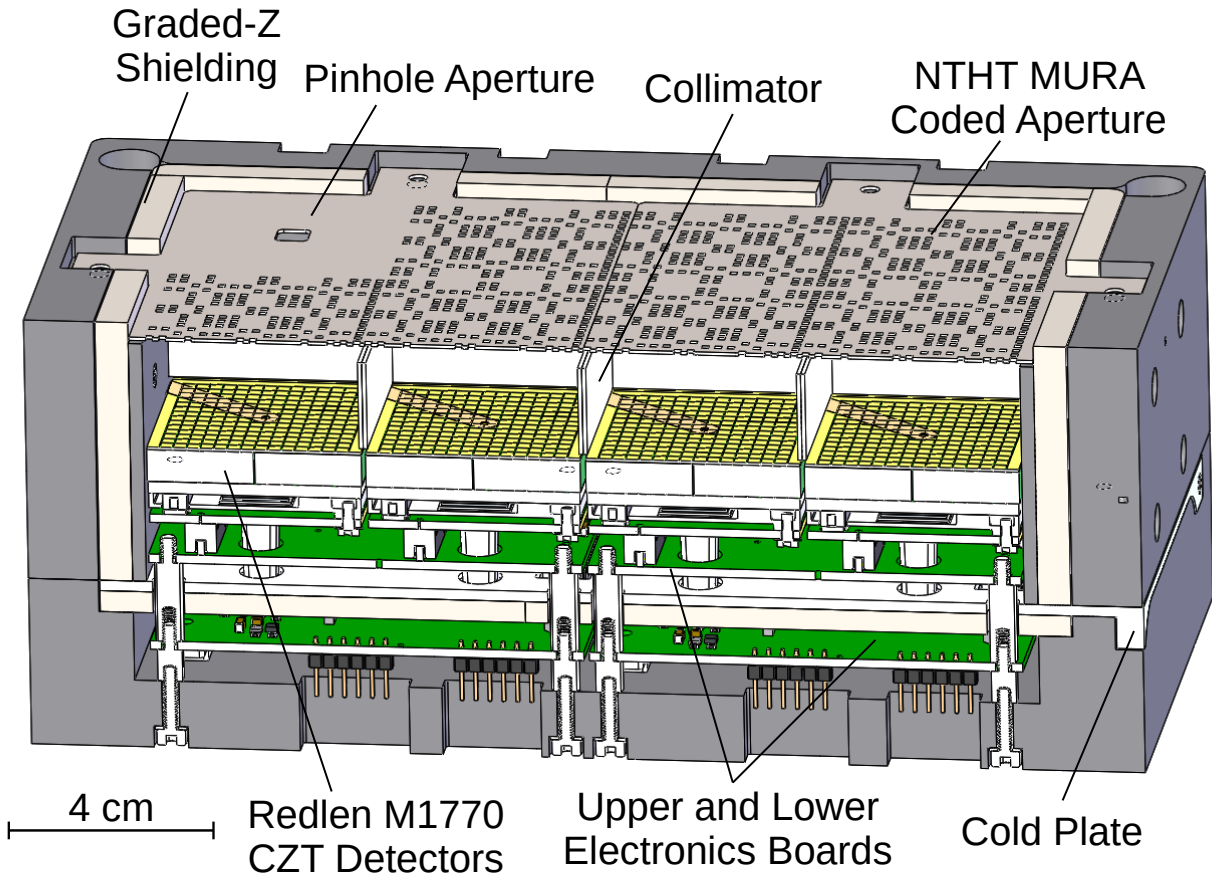 Graded-Z
Shielding
Pinhole Aperture
Collimator
NTHT MURA
Coded Aperture
4 cm
Redlen M1770
CZT Detectors
Upper and Lower
Electronics Boards
Cold Plate